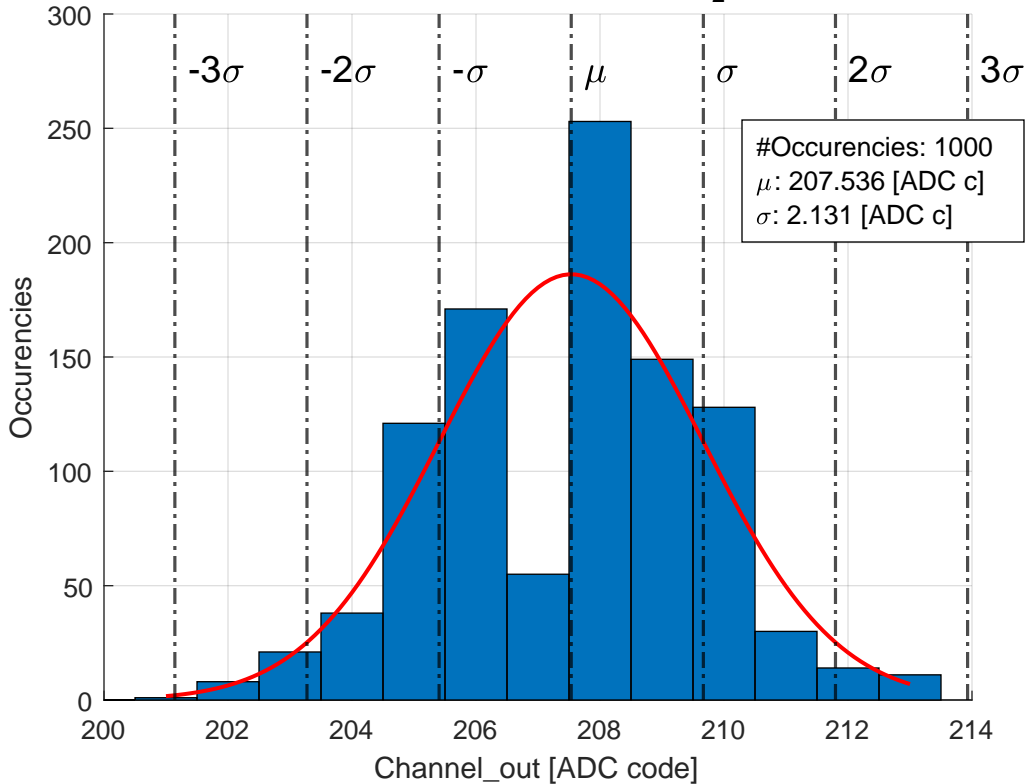 300
250
200
150
100
50
0
Occurencies
-3σ
-2σ
-σ
μ
σ
2σ
3σ
#Occurencies: 1000
μ: 207.536 [ADC c]
σ: 2.131 [ADC c]
200 202 204 206 208 210 212 214
Channel_out [ADC code]